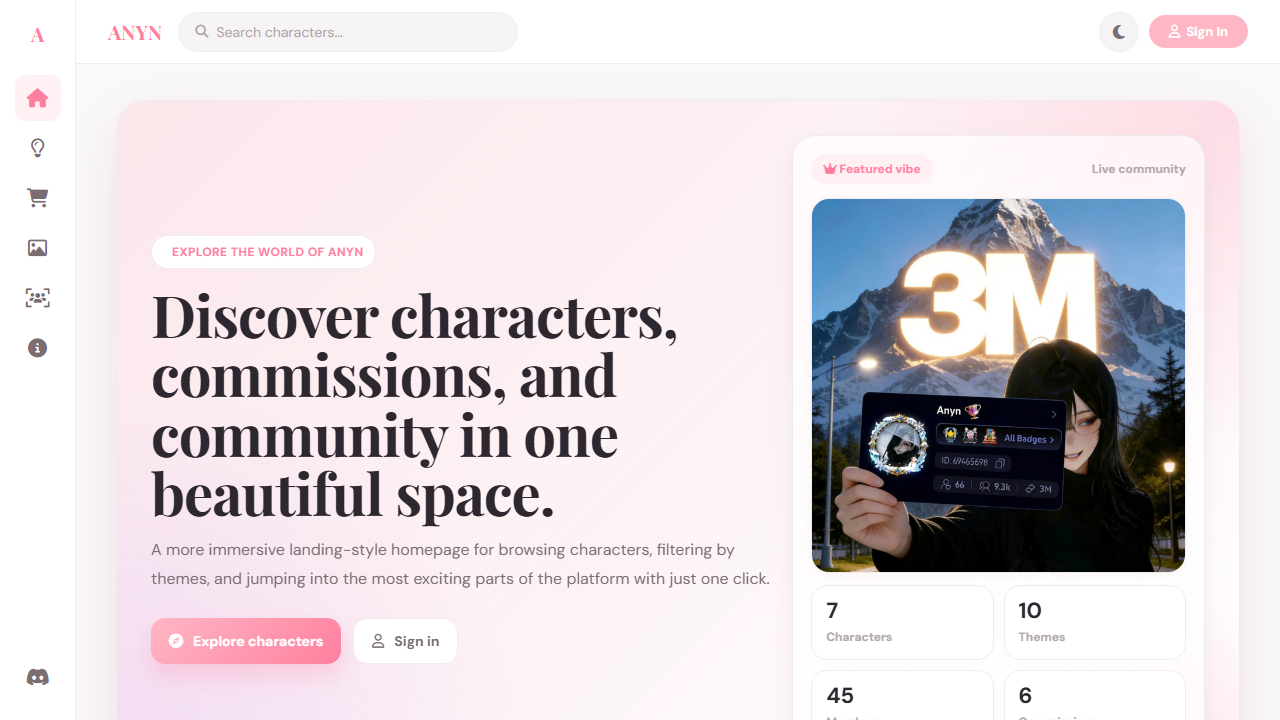 A
ANYN
Search characters...
Sign In
EXPLORE THE WORLD OF ANYN
Discover characters,
commissions, and
community in one
beautiful space.
A more immersive landing-style homepage for browsing characters, filtering by
themes, and jumping into the most exciting parts of the platform with just one click.
Explore characters
Sign in
Featured vibe
Live community
3M
Anyn
All Badges
ID: 69465698
66
9.3k
3M
7
Characters
10
Themes
45
6